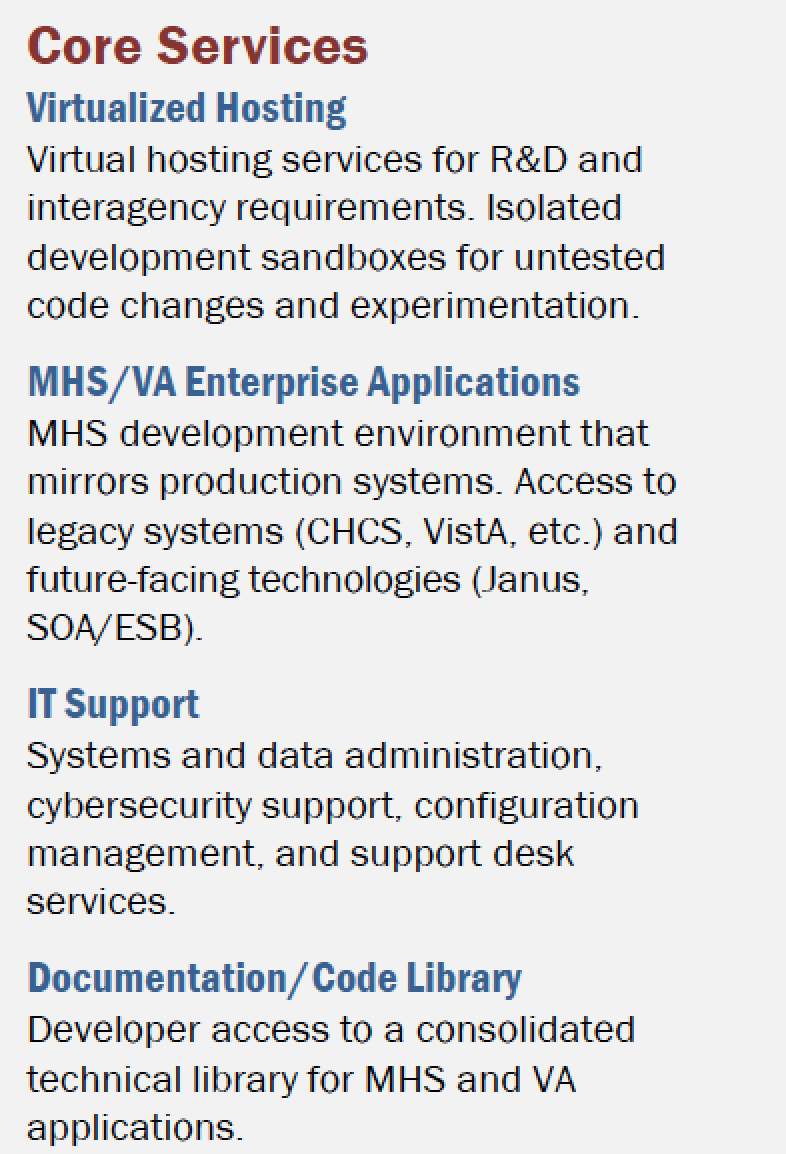 Core Services
Virtualized Hosting
Virtual hosting services for R&D and
interagency requirements. Isolated
development sandboxes for untested
code changes and experimentation.
MHS/VA Enterprise Applications
MHS development environment that
mirrors production systems. Access to
legacy systems (CHCS, VistA, etc.) and
future-facing technologies (Janus,
SOA/ESB).
IT Support
Systems and data administration,
cybersecurity support, configuration
management, and support desk
services.
Documentation/Code Library
Developer access to a consolidated
technical library for MHS and VA
applications.